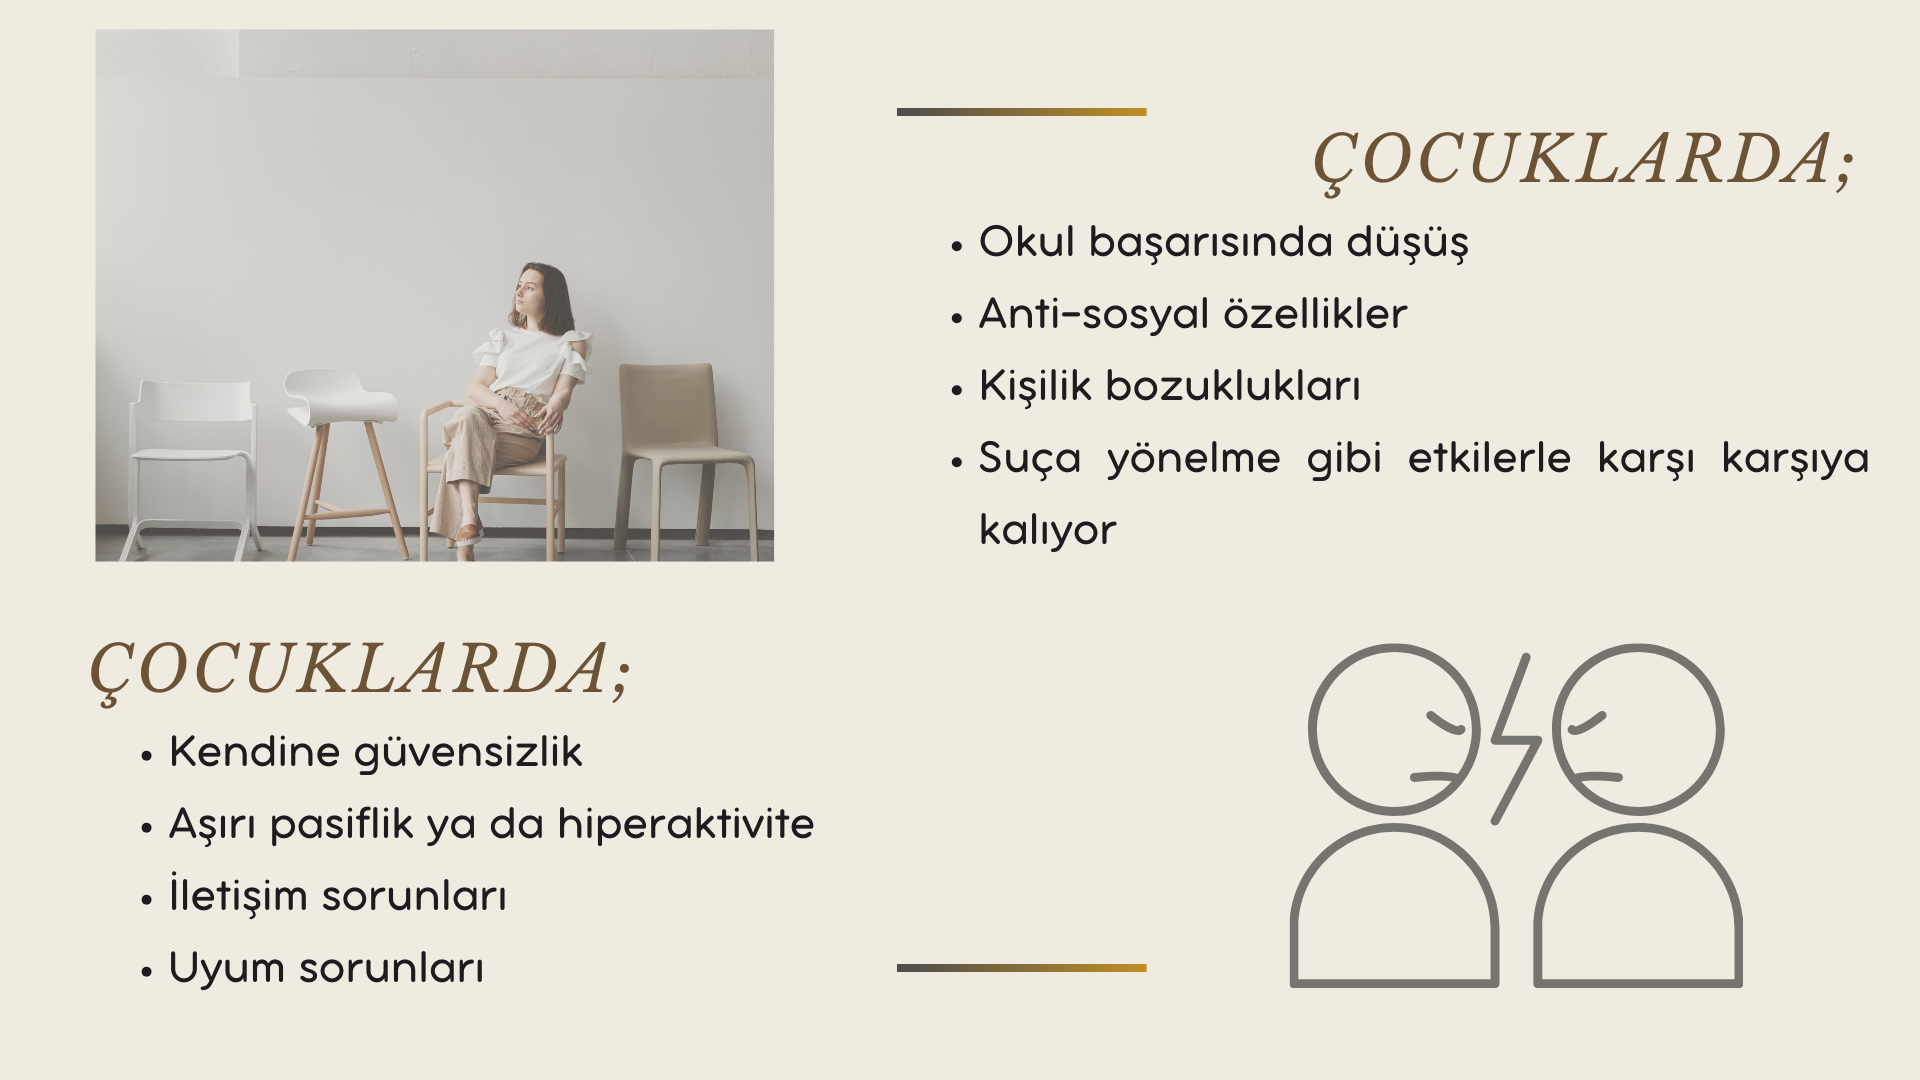 ÇOCUKLARDA;
• Okul başarısında düşüş
• Anti-sosyal özellikler
• Kişilik bozuklukları
• Suça yönelme gibi etkilerle karşı karşıya
kalıyor
ÇOCUKLARDA;
• Kendine güvensizlik
• Aşırı pasiflik ya da hiperaktivite
• İletişim sorunları
• Uyum sorunları